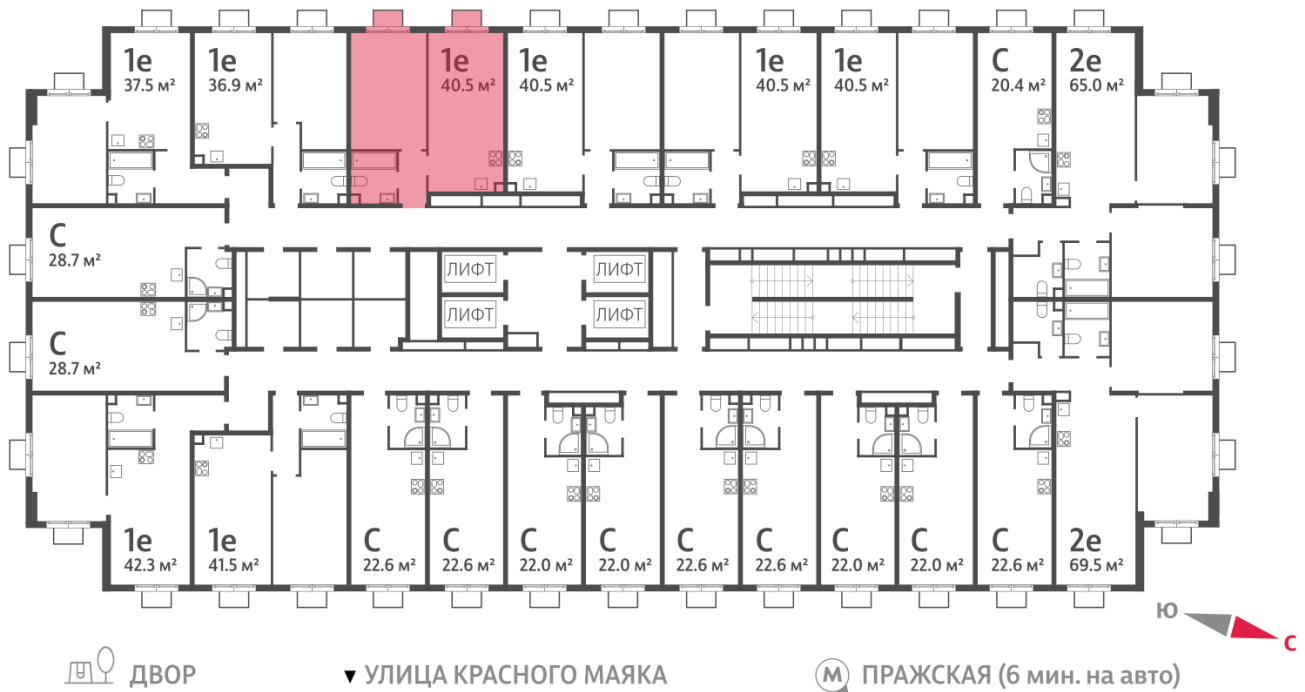 1е
37.5 м²
1е
36.9 м²
1е
40.5 м²
1е
40.5 м²
1е
40.5 м²
1е
40.5 м²
С
20.4 м²
2е
65.0 м²
С
28.7 м²
ЛИФТ
ЛИФТ
ЛИФТ
ЛИФТ
С
28.7 м²
1е
42.3 м²
1е
41.5 м²
С
22.6 м²
С
22.6 м²
С
22.0 м²
С
22.0 м²
С
22.6 м²
С
22.6 м²
С
22.0 м²
С
22.0 м²
С
22.6 м²
2е
69.5 м²
Ю
С
ДВОР
▼ УЛИЦА КРАСНОГО МАЯКА
М ПРАЖСКАЯ (6 мин. на авто)